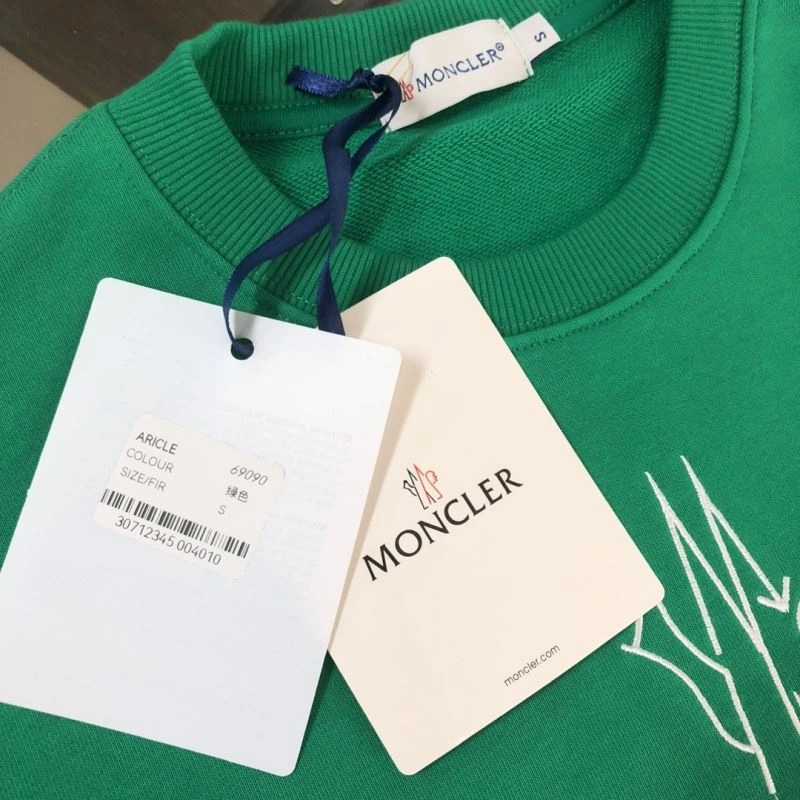 MONCLER®
S
ARICLE 69090
COLOUR 绿色
SIZE/FIR S
30712345 004010
MONCLER
moncler.com